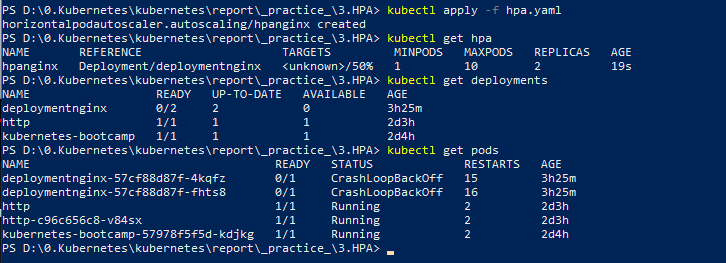 PS D:\0.Kubernetes\kubernetes\report\_practice_\3.HPA> kubectl apply -f hpa.yaml
horizontalpodautoscaler.autoscaling/hpanginx created
PS D:\0.Kubernetes\kubernetes\report\_practice_\3.HPA> kubectl get hpa
NAME REFERENCE TARGETS MINPODS MAXPODS REPLICAS AGE
hpanginx Deployment/deploymentnginx <unknown>/50% 1 10 2 19s
PS D:\0.Kubernetes\kubernetes\report\_practice_\3.HPA> kubectl get deployments
NAME READY UP-TO-DATE AVAILABLE AGE
deploymentnginx 0/2 2 0 3h25m
http 1/1 1 1 2d3h
kubernetes-bootcamp 1/1 1 1 2d4h
PS D:\0.Kubernetes\kubernetes\report\_practice_\3.HPA> kubectl get pods
NAME READY STATUS RESTARTS AGE
deploymentnginx-57cf88d87f-4kqfz 0/1 CrashLoopBackOff 15 3h25m
deploymentnginx-57cf88d87f-fhts8 0/1 CrashLoopBackOff 16 3h25m
http 1/1 Running 2 2d3h
http-c96c656c8-v84sx 1/1 Running 2 2d3h
kubernetes-bootcamp-57978f5f5d-kdjkg 1/1 Running 2 2d4h
PS D:\0.Kubernetes\kubernetes\report\_practice_\3.HPA>